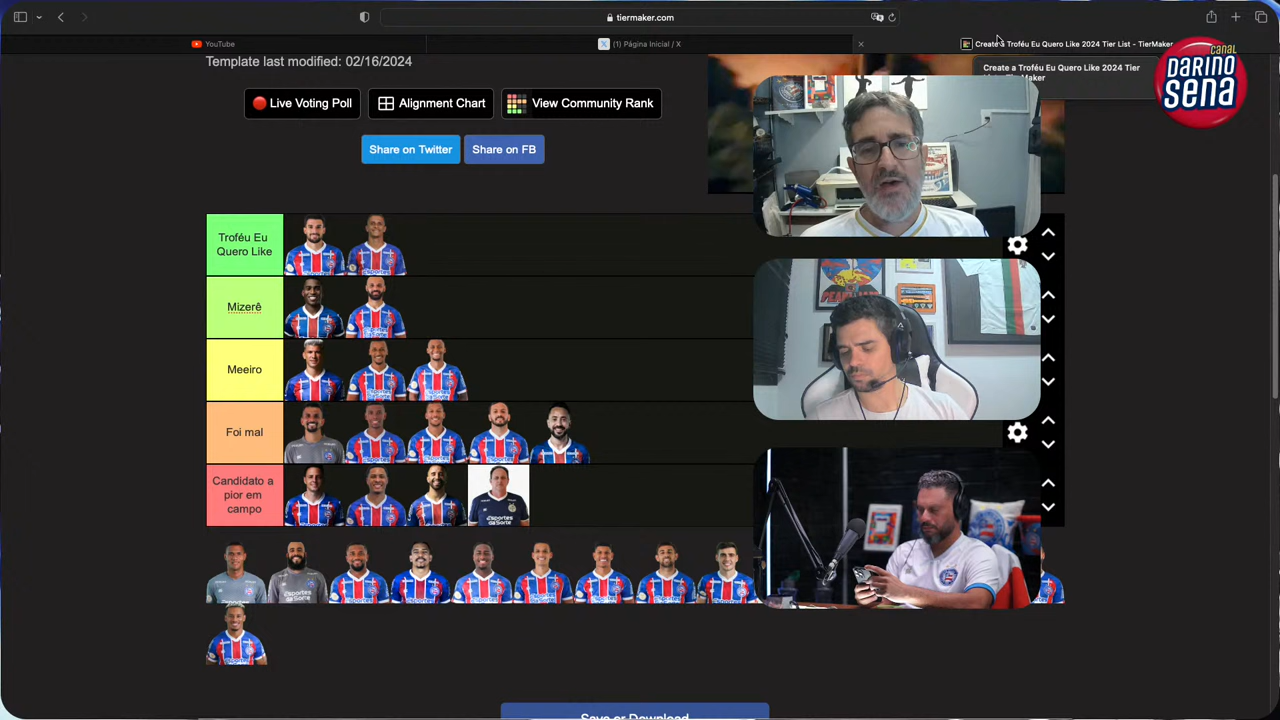 tiermaker.com
YouTube
(1) Página Inicial / X
Create a Troféu Eu Quero Like 2024 Tier List - TierMaker
Create a Troféu Eu Quero Like 2024 Tier
CANAL
DARINO
SENA
Template last modified: 02/16/2024
Live Voting Poll
Alignment Chart
View Community Rank
Share on Twitter
Share on FB
Troféu Eu
Quero Like
Mizerê
Meeiro
Foi mal
Candidato a
pior em
campo
Save or Download